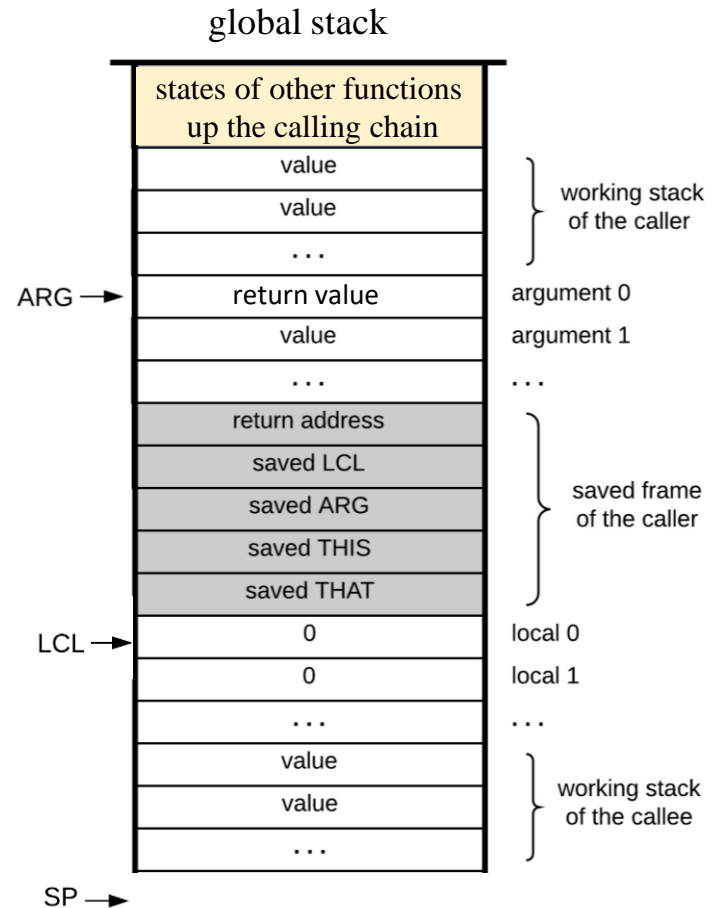 global stack
states of other functions
up the calling chain
value
value
...
working stack
of the caller
ARG
return value
argument 0
value
argument 1
...
...
return address
saved LCL
saved ARG
saved THIS
saved THAT
saved frame
of the caller
LCL
0
local 0
0
local 1
...
...
value
value
...
working stack
of the callee
SP